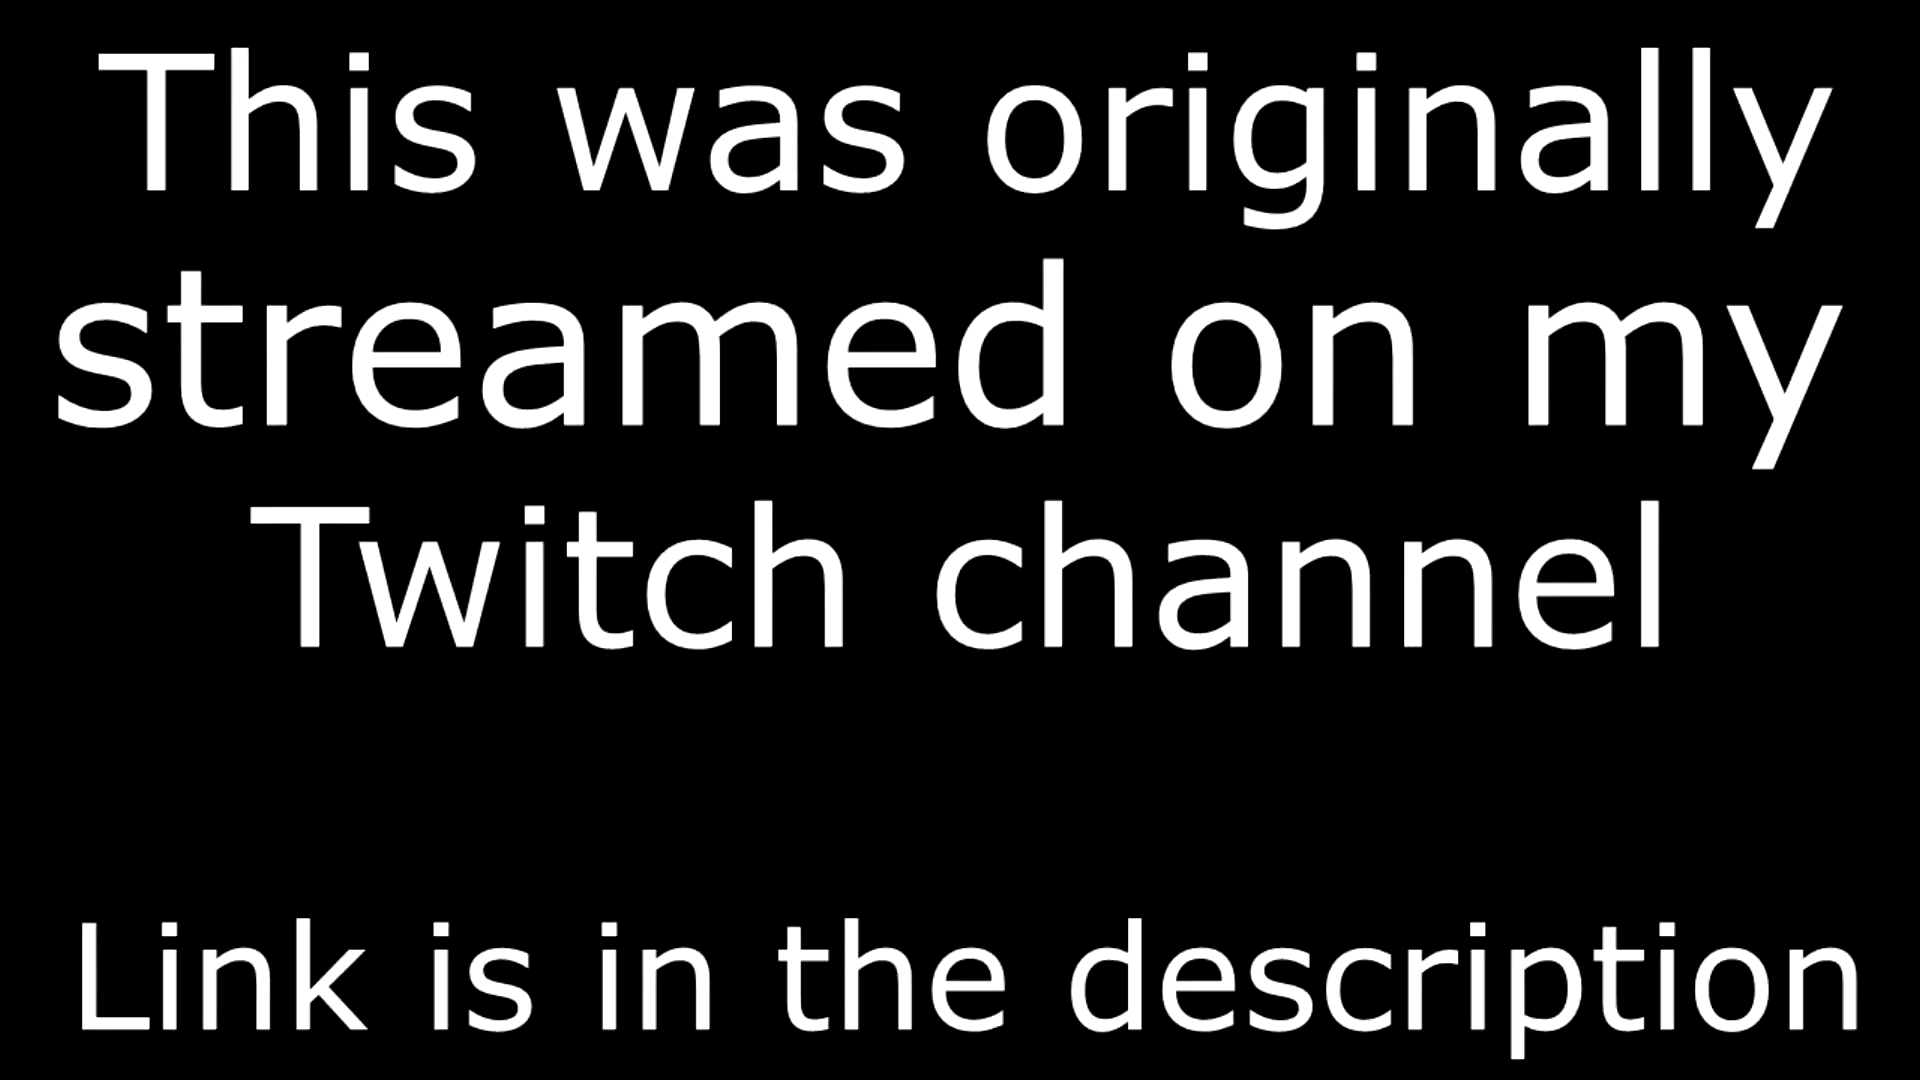 This was originally
streamed on my
Twitch channel
Link is in the description